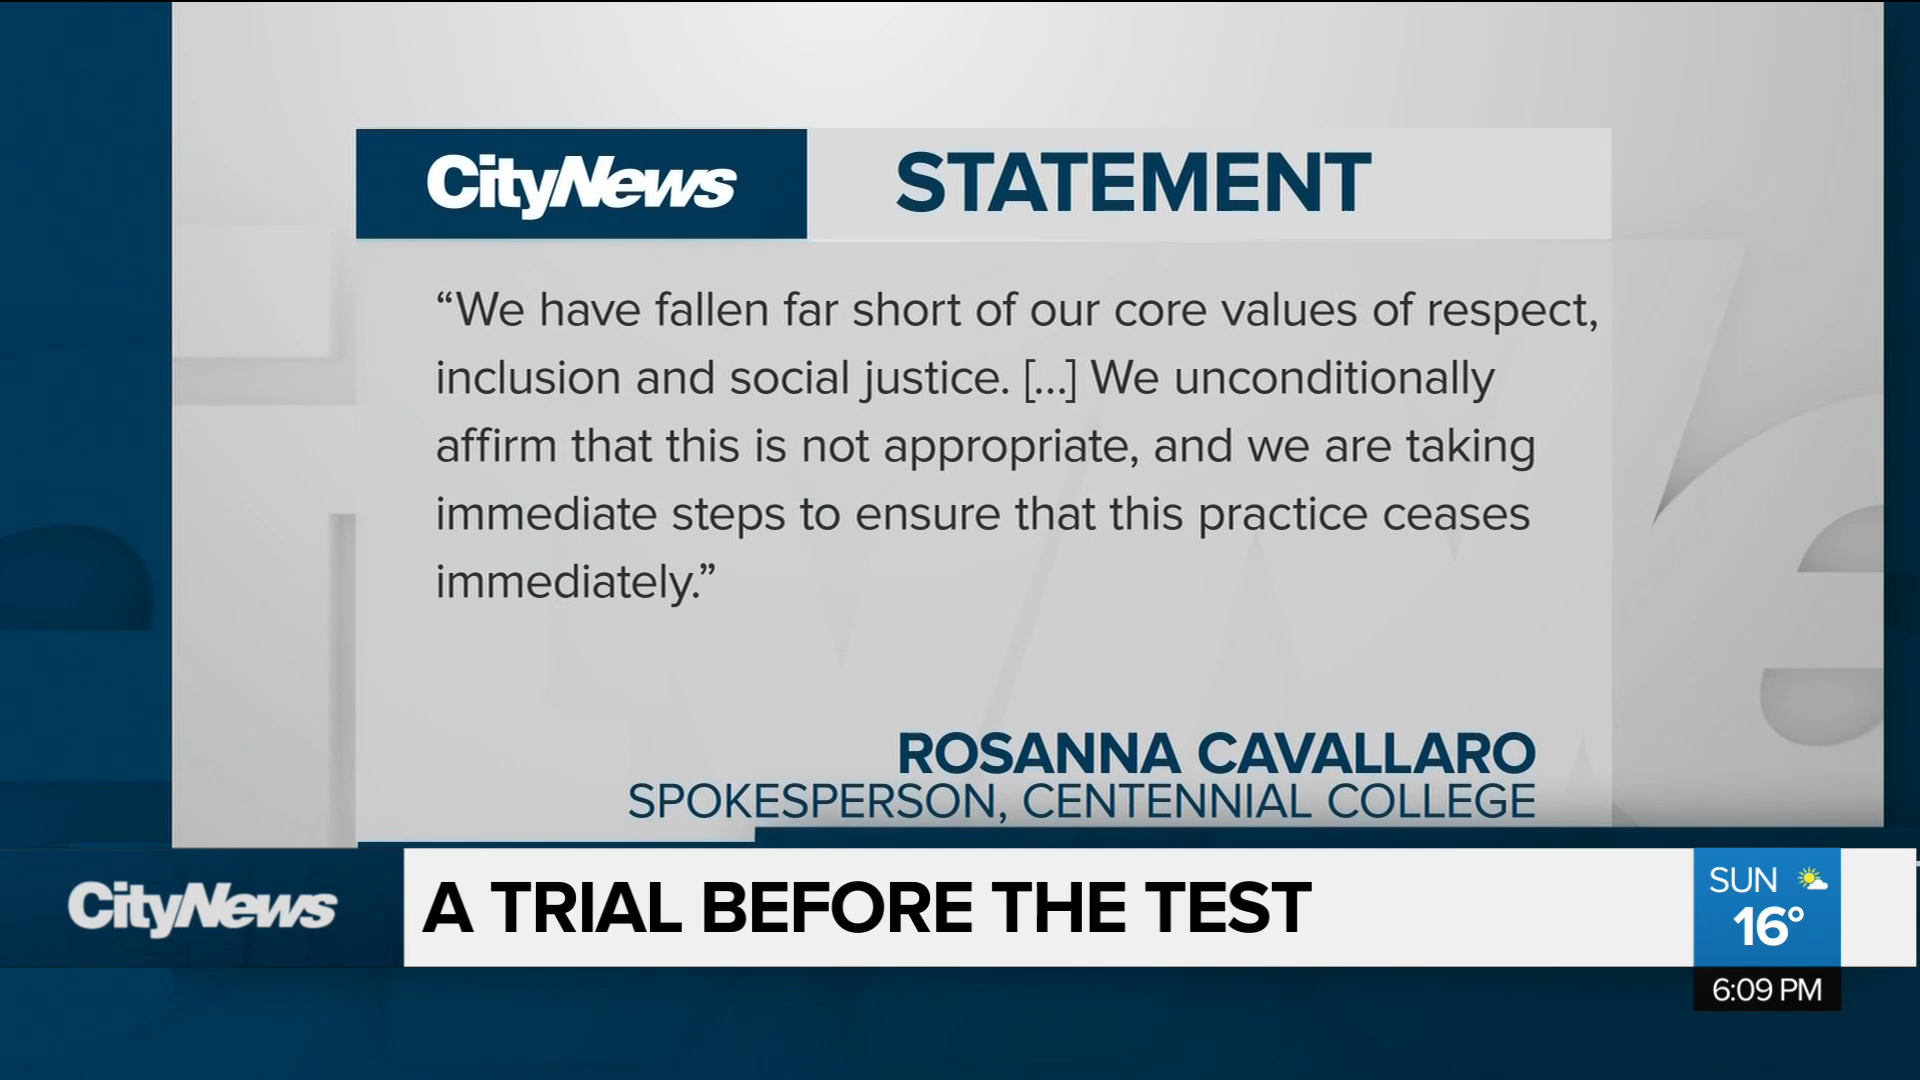 CityNews STATEMENT
“We have fallen far short of our core values of respect,
inclusion and social justice. [...] We unconditionally
affirm that this is not appropriate, and we are taking
immediate steps to ensure that this practice ceases
immediately.”
ROSANNA CAVALLARO
SPOKESPERSON, CENTENNIAL COLLEGE
CityNews A TRIAL BEFORE THE TEST
SUN
16°
6:09 PM